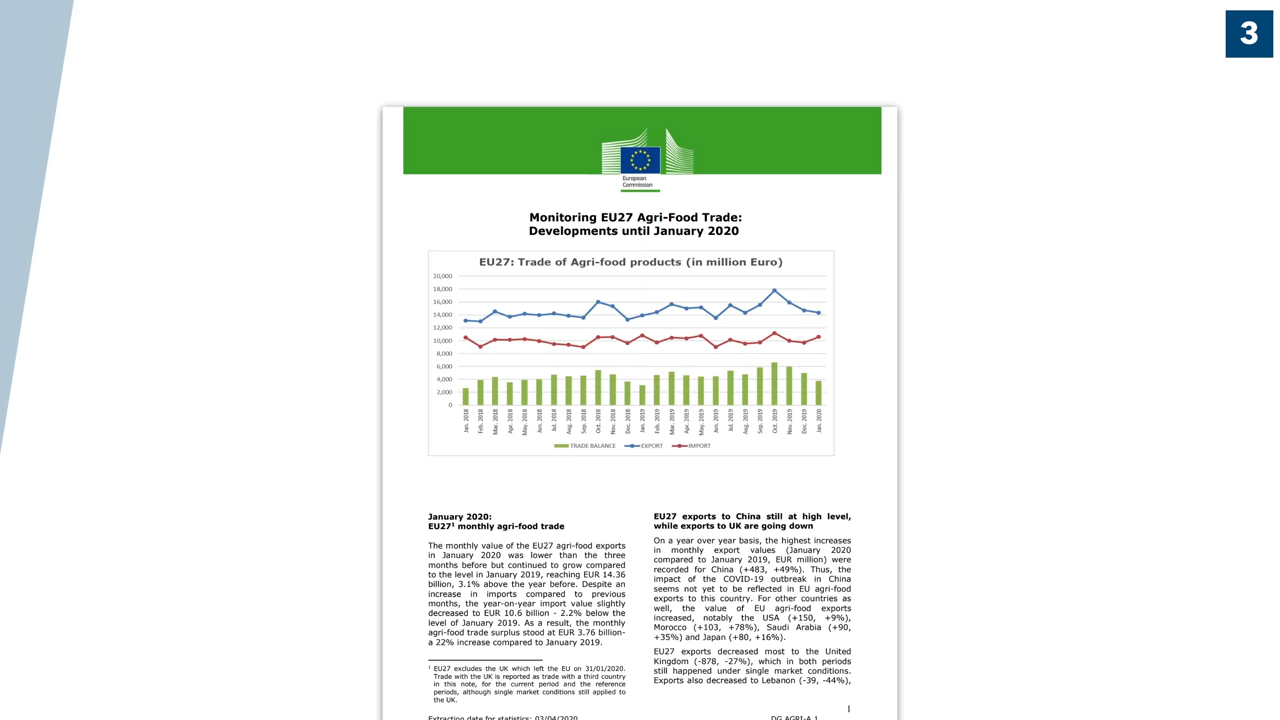 3
European
Commission
Monitoring EU27 Agri-Food Trade:
Developments until January 2020
EU27: Trade of Agri-food products (in million Euro)
20,000
18,000
16,000
14,000
12,000
10,000
8,000
6,000
4,000
2,000
0
Jan. 2018
Feb. 2018
Mar. 2018
Apr. 2018
May. 2018
Jun. 2018
Jul. 2018
Aug. 2018
Sep. 2018
Oct. 2018
Nov. 2018
Dec. 2018
Jan. 2019
Feb. 2019
Mar. 2019
Apr. 2019
May. 2019
Jun. 2019
Jul. 2019
Aug. 2019
Sep. 2019
Oct. 2019
Nov. 2019
Dec. 2019
Jan. 2020
TRADE BALANCE EXPORT IMPORT
January 2020:
EU27¹ monthly agri-food trade
The monthly value of the EU27 agri-food exports
in January 2020 was lower than the three
months before but continued to grow compared
to the level in January 2019, reaching EUR 14.36
billion, 3.1% above the year before. Despite an
increase in imports compared to previous
months, the year-on-year import value slightly
decreased to EUR 10.6 billion - 2.2% below the
level of January 2019. As a result, the monthly
agri-food trade surplus stood at EUR 3.76 billion-
a 22% increase compared to January 2019.
¹ EU27 excludes the UK which left the EU on 31/01/2020.
Trade with the UK is reported as trade with a third country
in this note, for the current period and the reference
periods, although single market conditions still applied to
the UK.
EU27 exports to China still at high level,
while exports to UK are going down
On a year over year basis, the highest increases
in monthly export values (January 2020
compared to January 2019, EUR million) were
recorded for China (+483, +49%). Thus, the
impact of the COVID-19 outbreak in China
seems not yet to be reflected in EU agri-food
exports to this country. For other countries as
well, the value of EU agri-food exports
increased, notably the USA (+150, +9%),
Morocco (+103, +78%), Saudi Arabia (+90,
+35%) and Japan (+80, +16%).
EU27 exports decreased most to the United
Kingdom (-878, -27%), which in both periods
still happened under single market conditions.
Exports also decreased to Lebanon (-39, -44%),
1
Extraction date for statistics: 03/04/2020
DG AGRI-A.1